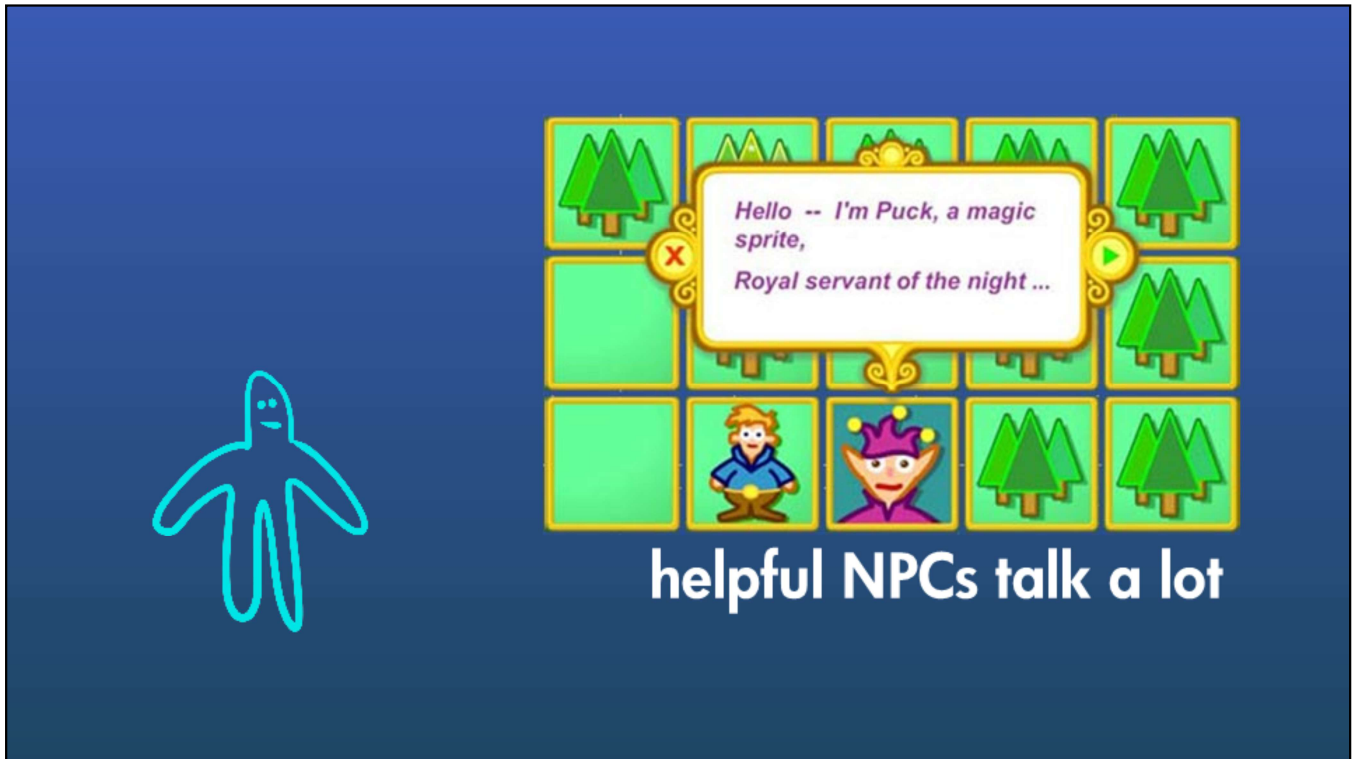 Hello -- I'm Puck, a magic
sprite,
Royal servant of the night ...
X
helpful NPCs talk a lot